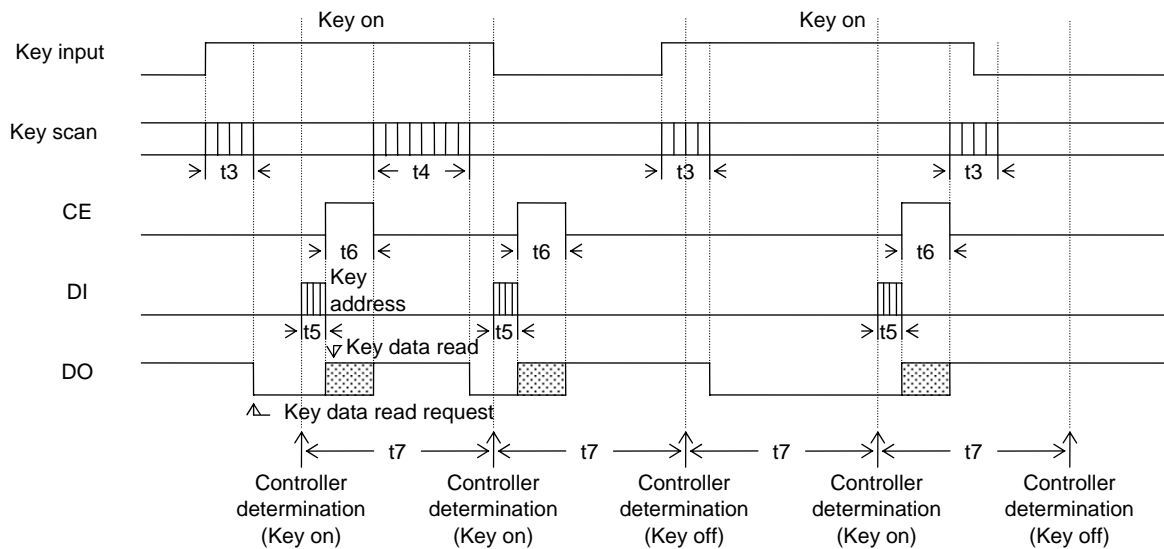 Key on Key on
Key input
Key scan
t3 t4 t3 t3
CE
t6 t6 t6
DI
Key
address
t5 t5 t5
Key data read
DO
Key data read request
t7 t7 t7 t7
Controller Controller Controller Controller Controller
determination determination determination determination determination
(Key on) (Key on) (Key off) (Key on) (Key off)